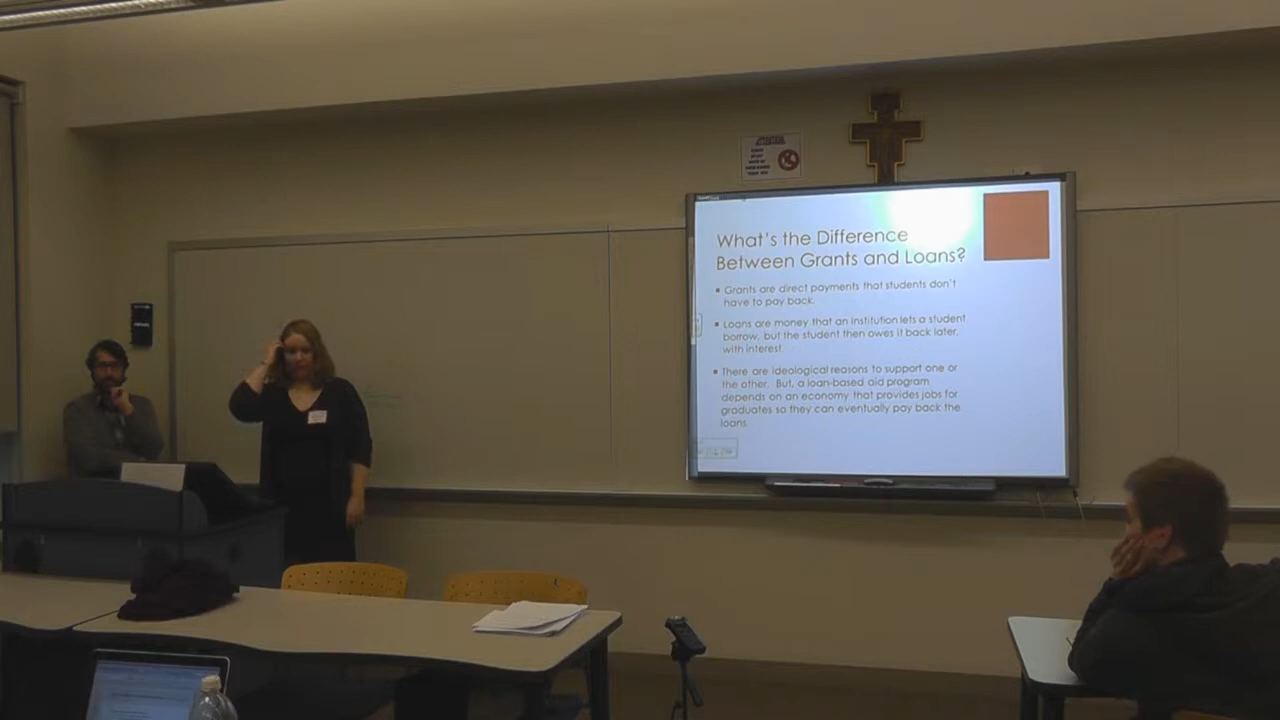 ATTENTION
What's the Difference
Between Grants and Loans?
▪ Grants are direct payments that students don't
have to pay back.
▪ Loans are money that an institution lets a student
borrow, but the student then owes it back later,
with interest.
▪ There are ideological reasons to support one or
the other. But, a loan-based aid program
depends on an economy that provides jobs for
graduates so they can eventually pay back the
loans